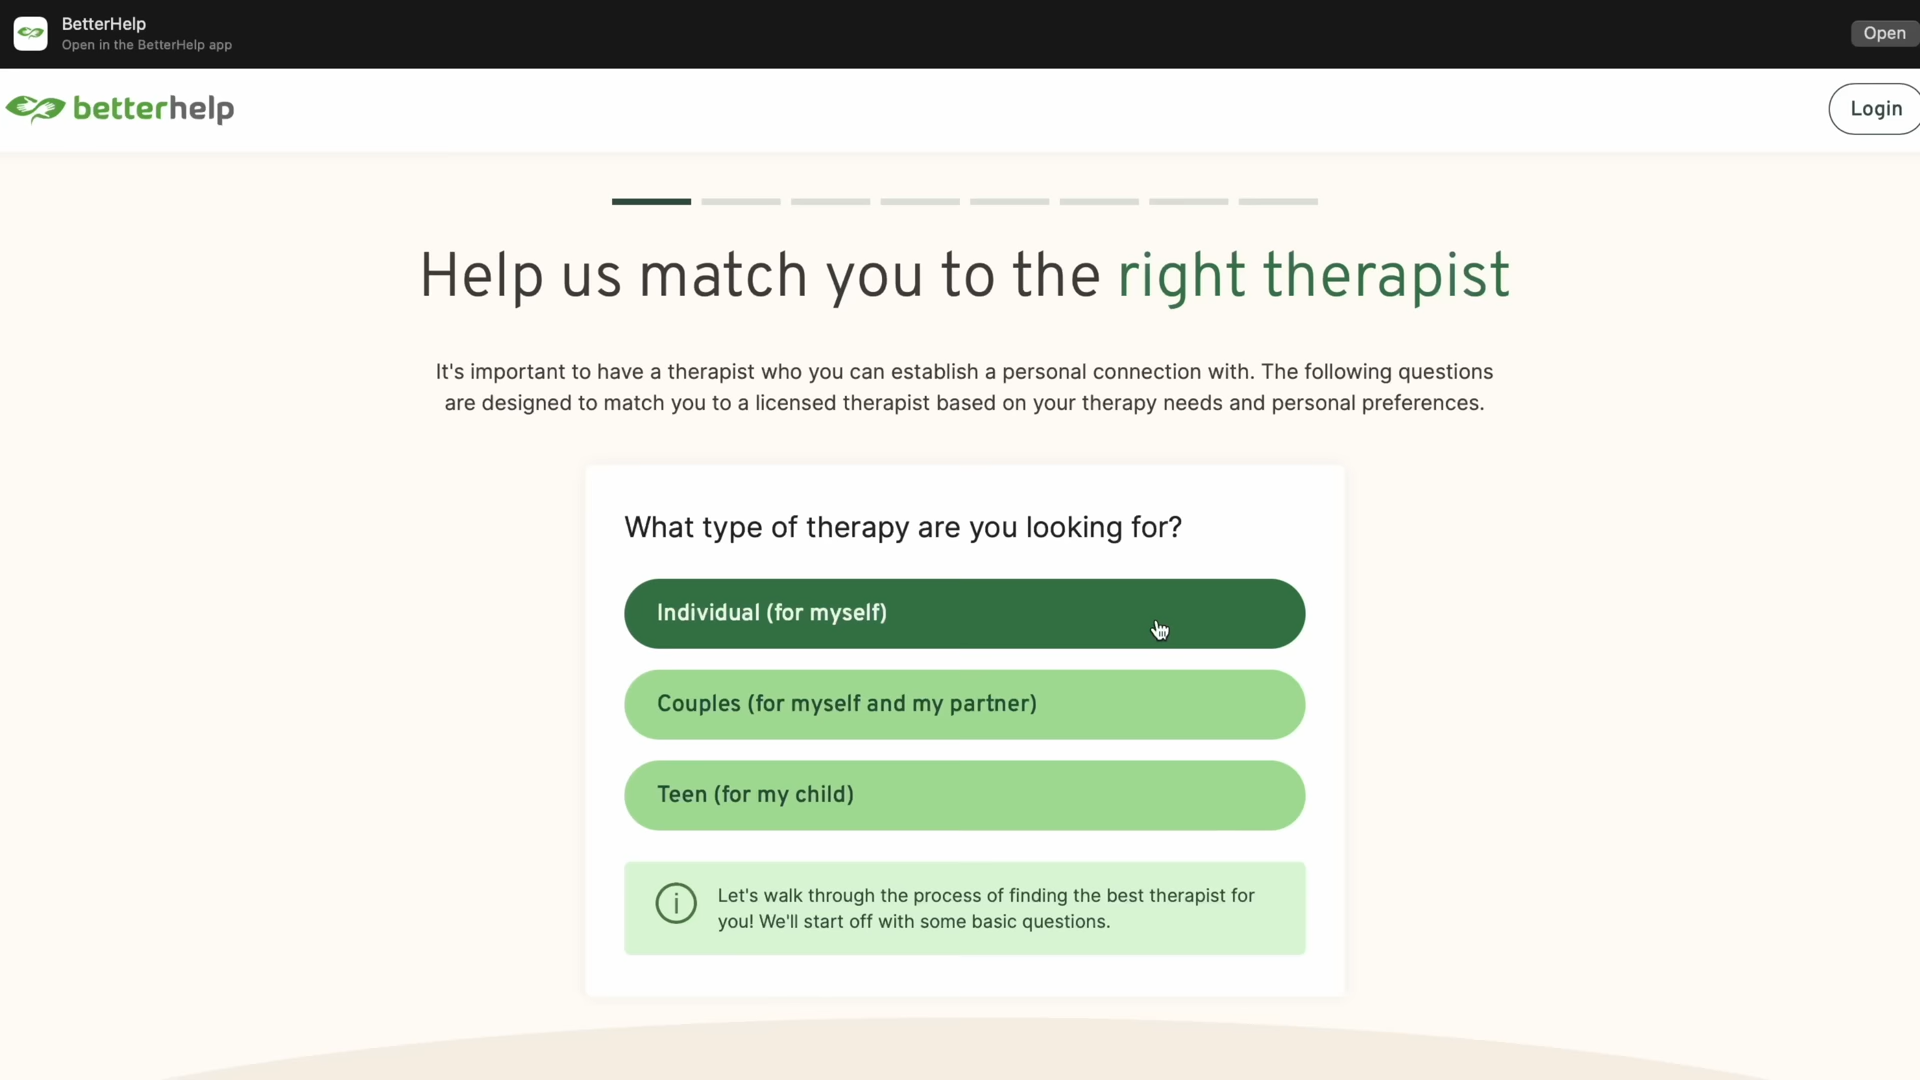 BetterHelp
Open in the BetterHelp app
Open
betterhelp
Login
Help us match you to the right therapist
It's important to have a therapist who you can establish a personal connection with. The following questions
are designed to match you to a licensed therapist based on your therapy needs and personal preferences.
What type of therapy are you looking for?
Individual (for myself)
Couples (for myself and my partner)
Teen (for my child)
Let's walk through the process of finding the best therapist for
you! We'll start off with some basic questions.